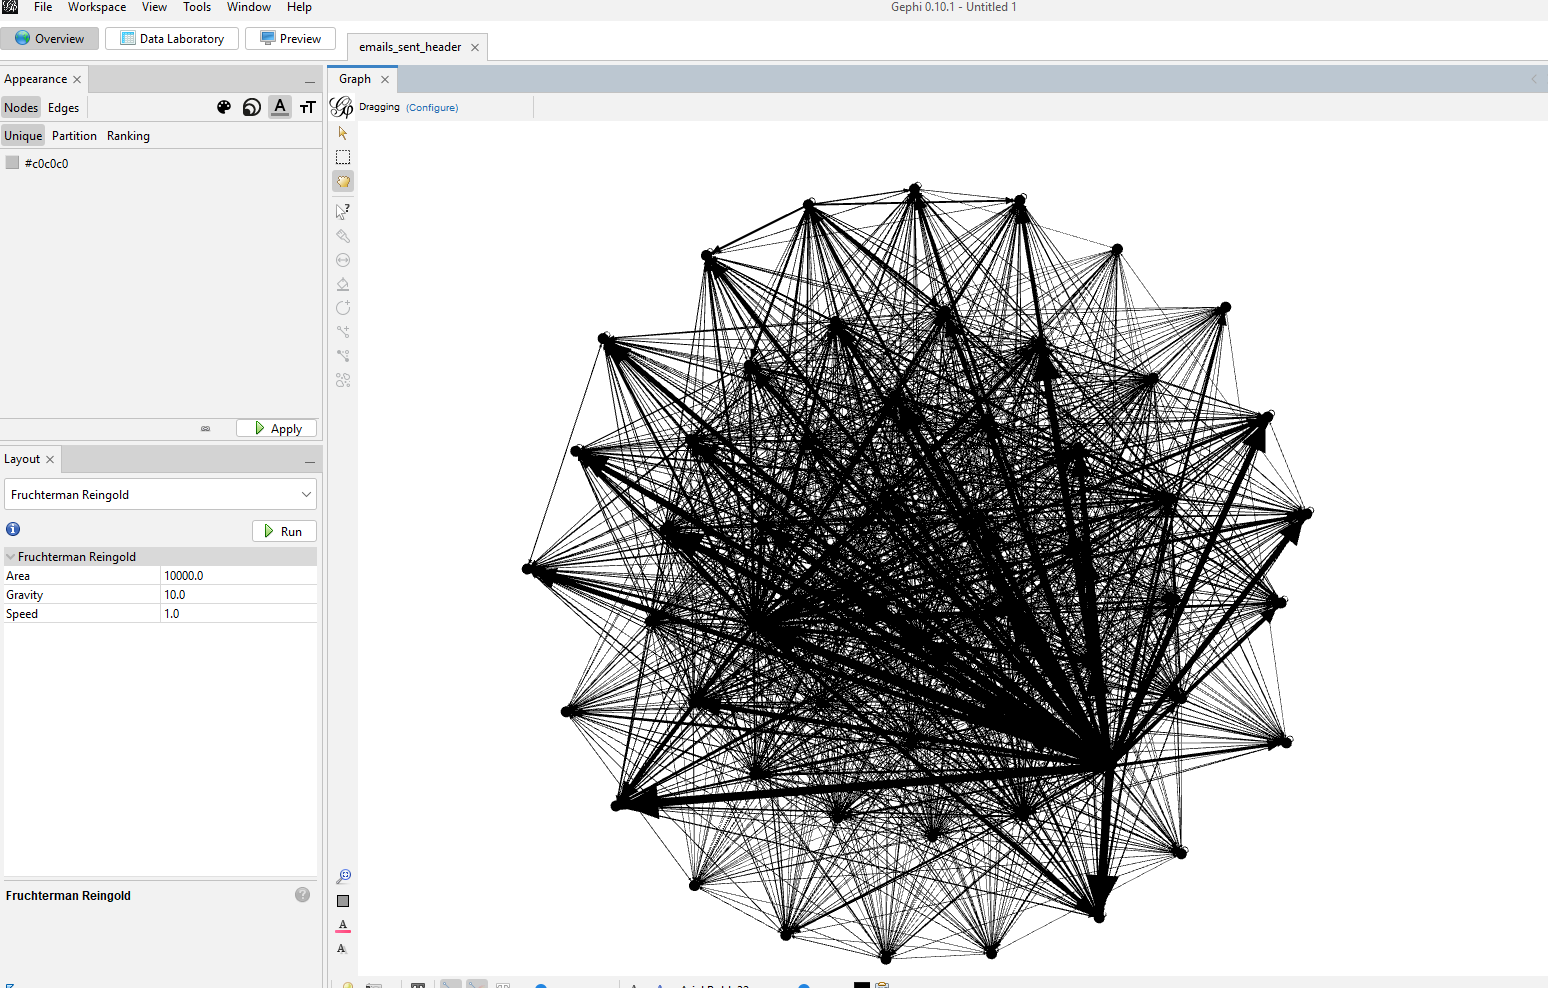 File Workspace View Tools Window Help
Gephi 0.10.1 - Untitled 1
Overview Data Laboratory Preview
emails_sent_header
Appearance
Nodes Edges
Unique Partition Ranking
#c0c0c0
Apply
Layout
Fruchterman Reingold
Run
Fruchterman Reingold
Area 10000.0
Gravity 10.0
Speed 1.0
Fruchterman Reingold
Graph
Dragging (Configure)